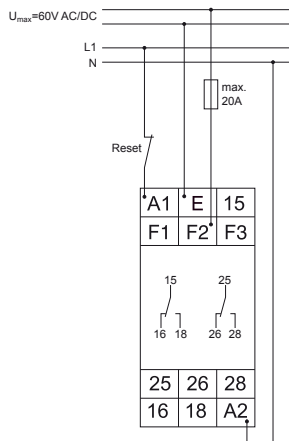 Umax=60V AC/DC
L1
N
max.
20A
Reset
A1 E 15
F1 F2 F3
15 25
16 18 26 28
25 26 28
16 18 A2